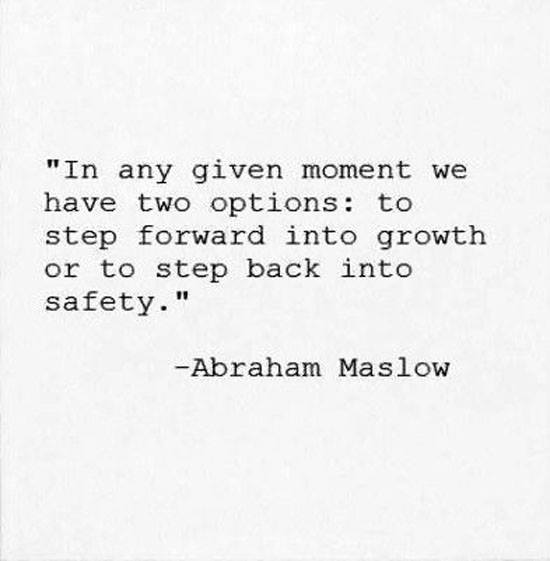 "In any given moment we
have two options: to
step forward into growth
or to step back into
safety."
-Abraham Maslow